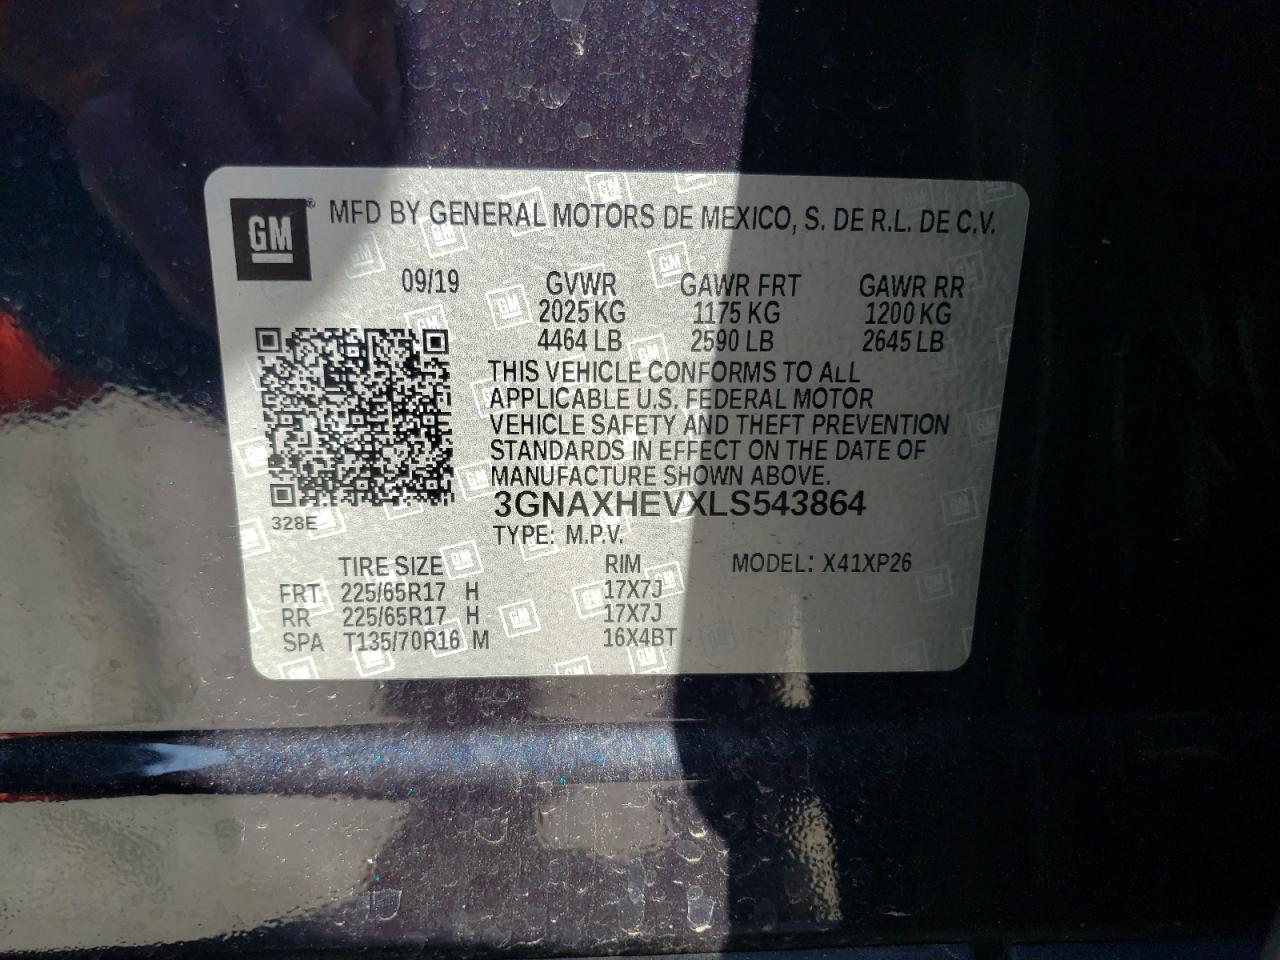 GM® MFD BY GENERAL MOTORS DE MEXICO, S. DE R.L. DE C.V.
09/19 GVWR GAWR FRT GAWR RR
2025 KG 1175 KG 1200 KG
4464 LB 2590 LB 2645 LB
THIS VEHICLE CONFORMS TO ALL
APPLICABLE U.S. FEDERAL MOTOR
VEHICLE SAFETY AND THEFT PREVENTION
STANDARDS IN EFFECT ON THE DATE OF
MANUFACTURE SHOWN ABOVE.
3GNAXHEVXLS543864
328E
TYPE: M.P.V.
TIRE SIZE RIM MODEL: X41XP26
FRT 225/65R17 H 17X7J
RR 225/65R17 H 17X7J
SPA T135/70R16 M 16X4BT